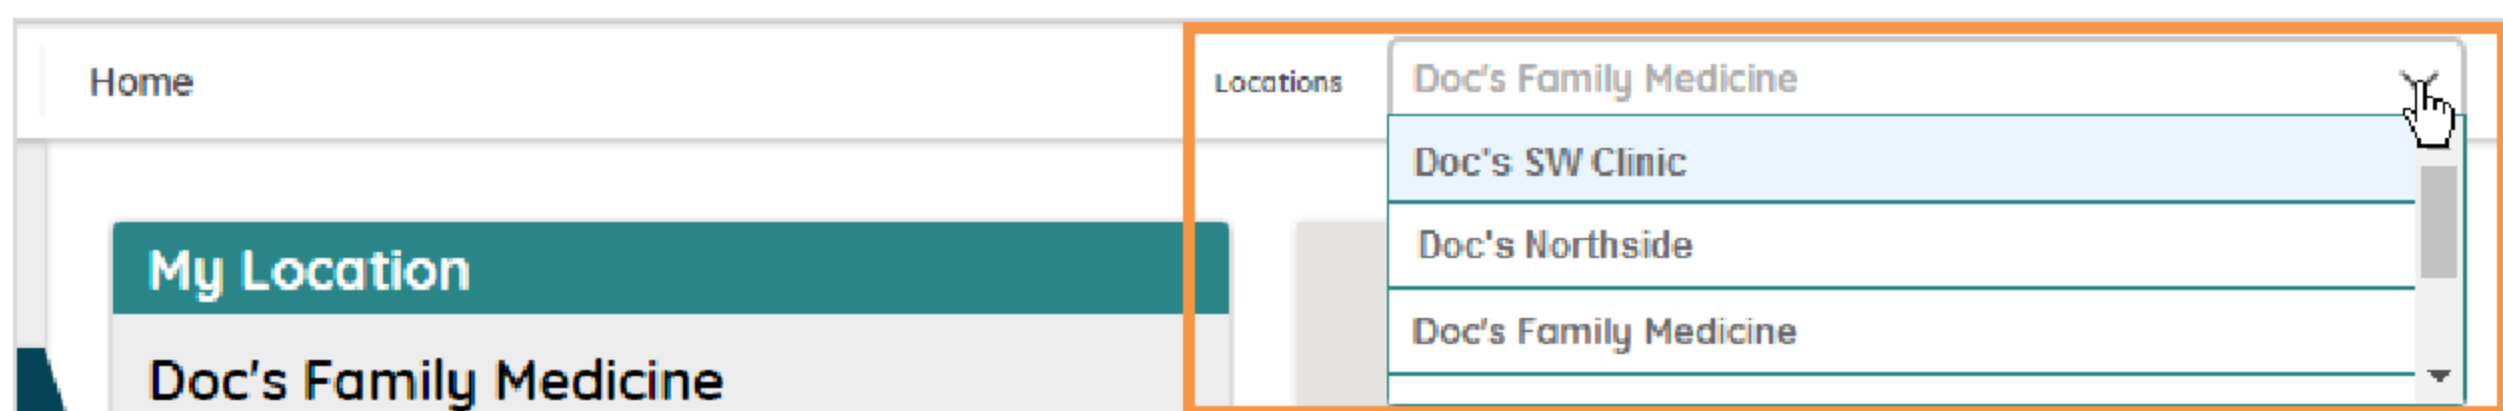 Home
Locations
Doc's Family Medicine
Doc's SW Clinic
Doc's Northside
Doc's Family Medicine
My Location
Doc's Family Medicine